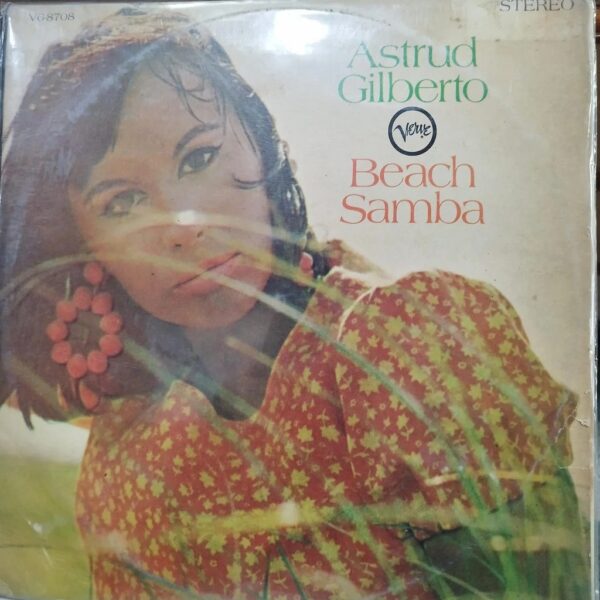 VG-8708
STEREO
Astrud
Gilberto
Verve
Beach
Samba